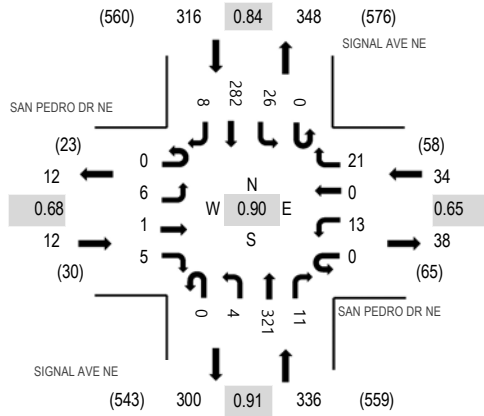 (560) 316 0.84 348 (576)
SIGNAL AVE NE
8 282 26 0
SAN PEDRO DR NE
(23) (58)
0 21
12 34
6 N 0
0.68 W 0.90 E 0.65
1 S 13
12 38
5 0
(30) (65)
0 4 321 11
SAN PEDRO DR NE
SIGNAL AVE NE
(543) 300 0.91 336 (559)